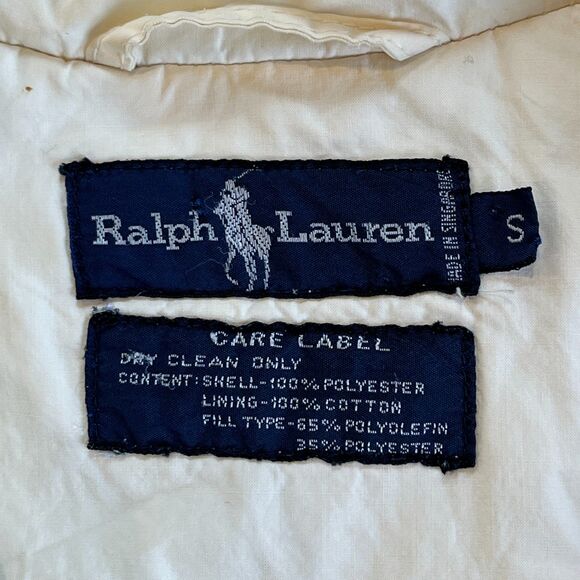 Ralph Lauren
MADE IN SINGAPORE
S
CARE LABEL
DRY CLEAN ONLY
CONTENT: SHELL-100% POLYESTER
LINING-100% COTTON
FILL TYPE-65% POLYOLEFIN
35% POLYESTER